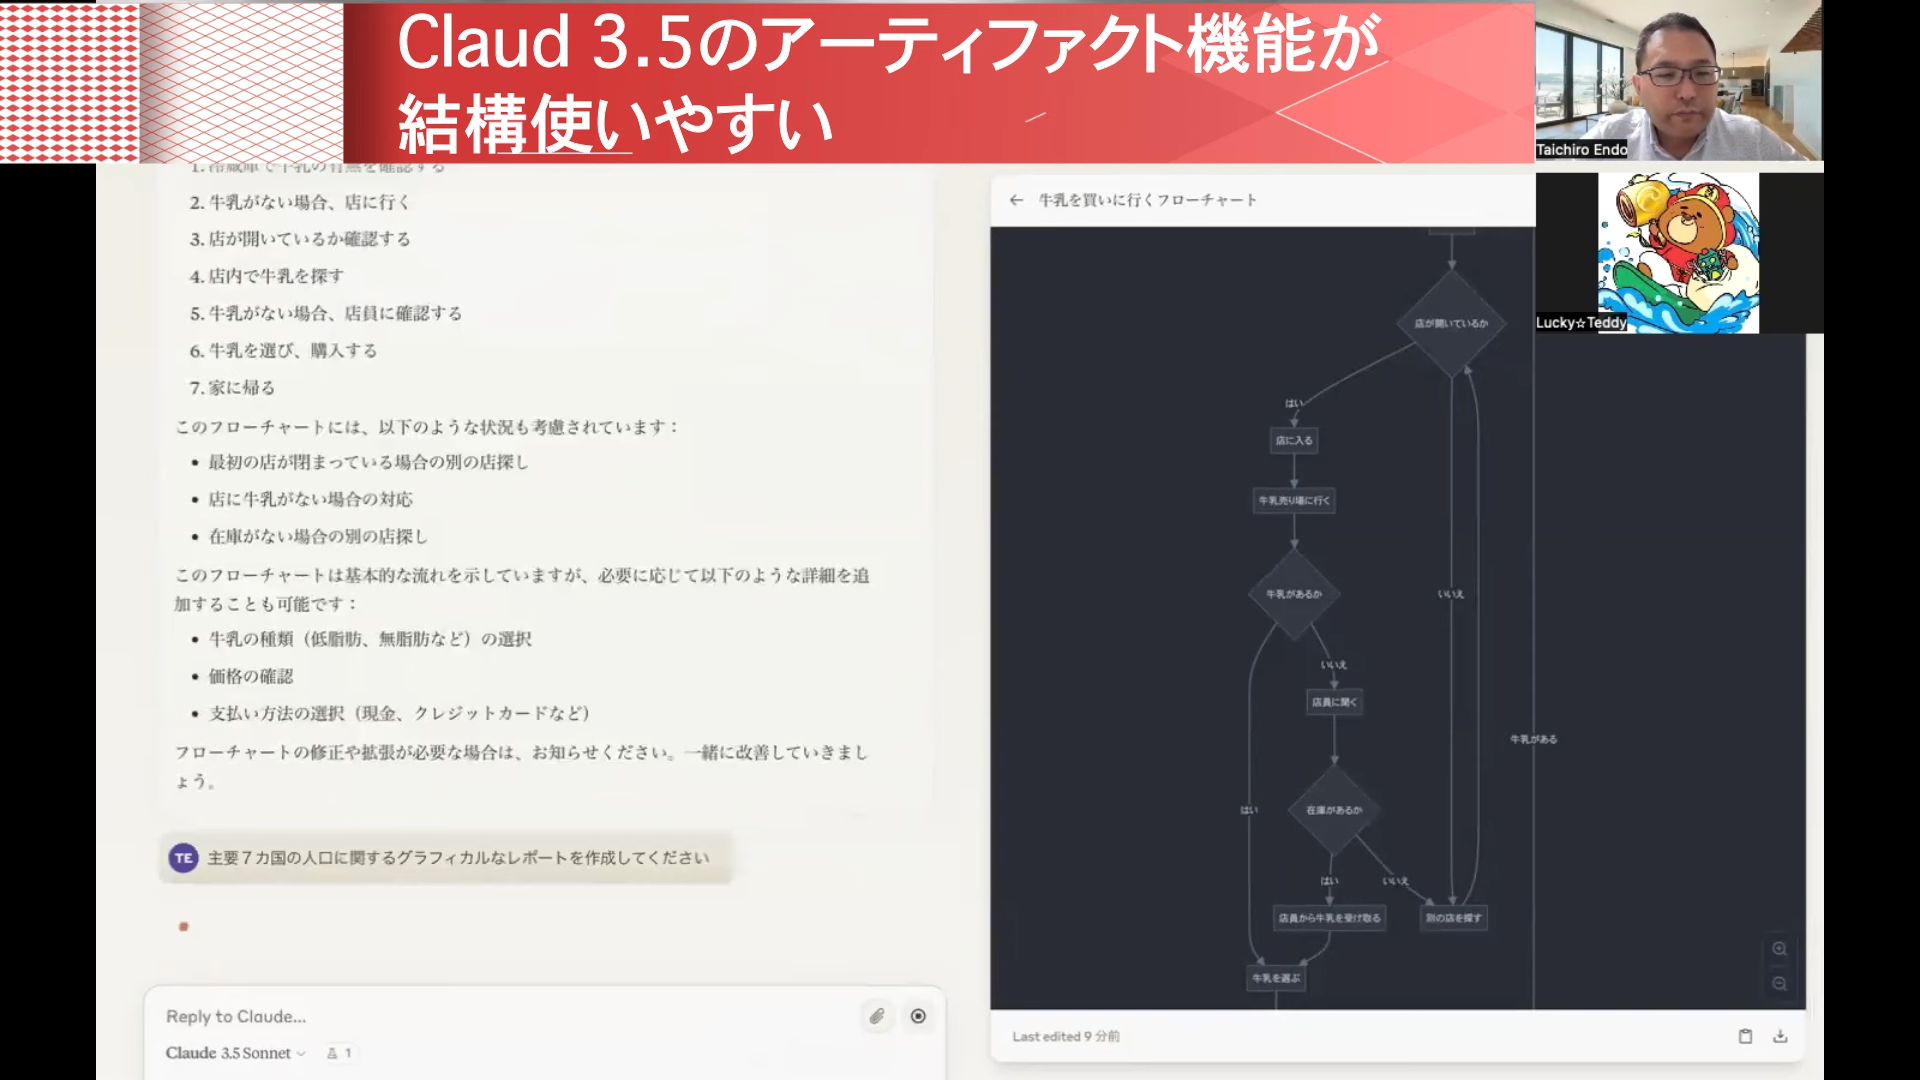 Claud 3.5のアーティファクト機能が
結構使いやすい
Taichiro Endo
Lucky☆Teddy
1. 冷蔵庫で牛乳の有無を確認する
2. 牛乳がない場合、店に行く
3. 店が開いているか確認する
4. 店内で牛乳を探す
5. 牛乳がない場合、店員に確認する
6. 牛乳を選び、購入する
7. 家に帰る
このフローチャートには、以下のような状況も考慮されています：
• 最初の店が閉まっている場合の別の店探し
• 店に牛乳がない場合の対応
• 在庫がない場合の別の店探し
このフローチャートは基本的な流れを示していますが、必要に応じて以下のような詳細を追
加することも可能です：
• 牛乳の種類（低脂肪、無脂肪など）の選択
• 価格の確認
• 支払い方法の選択（現金、クレジットカードなど）
フローチャートの修正や拡張が必要な場合は、お知らせください。一緒に改善していきまし
ょう。
TE 主要７カ国の人口に関するグラフィカルなレポートを作成してください
Reply to Claude...
Claude 3.5 Sonnet
1
← 牛乳を買いに行くフローチャート
店が開いているか
はい
店に入る
牛乳売り場に行く
牛乳があるか
いいえ
いいえ
店員に聞く
牛乳がある
はい
在庫があるか
はい
いいえ
店員から牛乳を受け取る
別の店を探す
牛乳を選ぶ
Last edited 9 分前